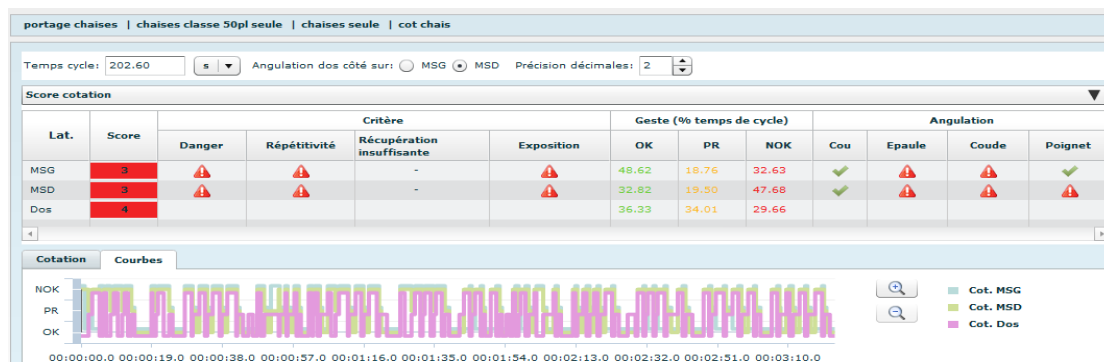 portage chaises | chaises classe 50pl seule | chaises seule | cot chais
Temps cycle: 202.60 s Angulation dos côté sur: MSG MSD Précision décimales: 2
Score cotation
Lat. Score Critère Geste (% temps de cycle) Angulation
Danger Répétitivité Récupération insuffisante Exposition OK PR NOK Cou Epaule Coude Poignet
MSG 3 - 48.62 18.76 32.63
MSD 3 - 32.82 19.50 47.68
Dos 4 36.33 34.01 29.66
Cotation Courbes
NOK
PR
OK
Cot. MSG
Cot. MSD
Cot. Dos
00:00:00.0 00:00:19.0 00:00:38.0 00:00:57.0 00:01:16.0 00:01:35.0 00:01:54.0 00:02:13.0 00:02:32.0 00:02:51.0 00:03:10.0